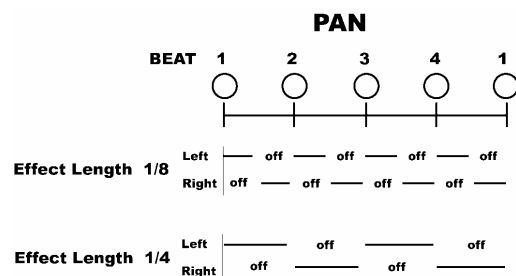 PAN
BEAT 1 2 3 4 1
Left off off off off
Effect Length 1/8
Right off off off off
Left off off
Effect Length 1/4
Right off off